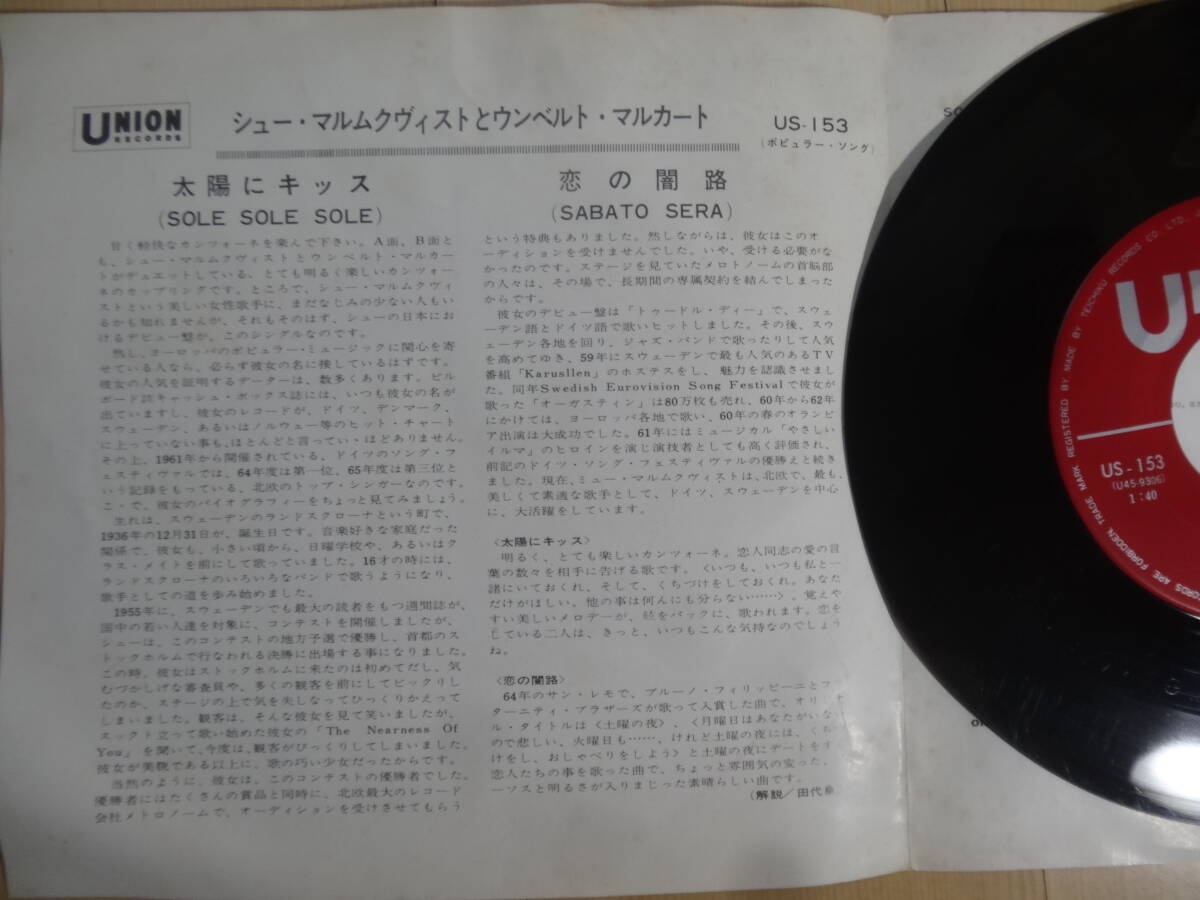 UNION
RECORDS
シュー・マルムクヴィストとウンベルト・マルカート
US-153
(ポピュラー・ソング)
太陽にキッス
(SOLE SOLE SOLE)
甘く軽快なカンツォーネを楽んで下さい。A面、B面と
も、シュー・マルムクヴィストとウンベルト・マルカー
トがデュエットしている、とても明るく楽しいカンツォー
ネのカップリングです。ところで、シュー・マルムクヴィ
ストという美しい女性歌手に、まだなじみの少ない人もい
るかも知れませんが、それもそのはず、シューの日本にお
けるデビュー盤が、このシングルなのです。
然し、ヨーロッパのポピュラー・ミュージックに関心を寄
せている人なら、必らず彼女の名に接しているはずです。
彼女の人気を証明するデーターは、数多くあります。ビル
ボード誌キャッシュ・ボックス誌には、いつも彼女の名が
出ていますし、彼女のレコードが、ドイツ、デンマーク、
スウェーデン、あるいはノルウェー等のヒット・チャート
に上っていない事も、ほとんどと言っていゝほどありません。
その上、1961年から開催されている、ドイツのソング・フ
ェスティヴァルでは、64年度は第一位、65年度は第三位と
いう記録をもっている、北欧のトップ・シンガーなのです。
こゝで、彼女のバイオグラフィーをちょっと見てみましょう。
生れは、スウェーデンのランドスクローナという町で、
1936年の12月31日が、誕生日です。音楽好きな家庭だった
関係で、彼女も、小さい頃から、日曜学校や、あるいはク
ラス・メイトを前にして歌っていました。16才の時には、
ランドスクローナのいろいろなバンドで歌うようになり、
歌手としての道を歩み始めました。
1955年に、スウェーデンでも最大の読者をもつ週間誌が、
国中の若い人達を対象に、コンテストを開催しましたが、
シューは、このコンテストの地方予選で優勝し、首都のス
トックホルムで行なわれる決勝に出場する事になりました。
この時、彼女はストックホルムに来たのは初めてだし、気
むづかしげな審査員や、多くの観客を前にしてビックリし
たのか、ステージの上で気を失しなってひっくりかえって
しまいました。観客は、そんな彼女を見て笑いましたが、
スックト立って歌い始めた彼女の「The Nearness Of
You」を聞いて、今度は、観客がびっくりしてしまいました。
彼女が美貌である以上に、歌の巧い少女だったからです。
当然のように、彼女は、このコンテストの優勝者でした。
優勝者にはたくさんの賞品と同時に、北欧最大のレコード
会社メトロノームで、オーディションを受けさせてもらう
恋の闇路
(SABATO SERA)
という特典もありました。然しながらは、彼女はこのオ
ーディションを受けませんでした。いや、受ける必要がな
かったのです。ステージを見ていたメロトノームの首脳部
の人々は、その場で、長期間の専属契約を結んでしまった
からです。
彼女のデビュー盤は「トゥードル・ディー」で、スウェ
ーデン語とドイツ語で歌いヒットしました。その後、スウ
ェーデン各地を回り、ジャズ・バンドで歌ったりして人気
を高めてゆき、59年にスウェーデンで最も人気のあるTV
番組「Karusllen」のホステスをし、魅力を認識させまし
た。同年Swedish Eurovision Song Festivalで彼女が
歌った「オーガスティン」は80万枚も売れ、60年から62年
にかけては、ヨーロッパ各地で歌い、60年の春のオランピ
ア出演は大成功でした。61年にはミュージカル「やさしい
イルマ」のヒロインを演じ演技者としても高く評価され、
前記のドイツ・ソング・フェスティヴァルの優勝えと続き
ました。現在、ミュー・マルムクヴィストは、北欧で、最も、
美しくて素適な歌手として、ドイツ、スウェーデンを中心
に、大活躍をしています。
〈太陽にキッス〉
明るく、とても楽しいカンツォーネ。恋人同志の愛の言
葉の数々を相手に告げる歌です。〈いつも、いつも私と一
諸にいておくれ、そして、くちづけをしておくれ。あなた
だけがほしい。他の事は何んにも分らない……〉。覚えや
すい美しいメロデーが、絃をバックに、歌われます。恋を
している二人は、きっと、いつもこんな気持なのでしょう
ね。
〈恋の闇路〉
64年のサン・レモで、ブルーノ・フィリッピーニとフ
ターニティ・ブラザーズが歌って入賞した曲で、オリ
ル・タイトルは〈土曜の夜〉、〈月曜日はあなたがいな
ので悲しい、火曜日も……、けれど土曜の夜には、くち
けをし、おしゃべりをしよう〉と土曜の夜にデートをす
恋人たちの事を歌った曲で、ちょっと雰囲気の変った、
ーソスと明るさが入りまじった素晴らしい曲です。
(解説/田代
MADE BY TEICHIKU RECORDS CO. LTD.
TRADE MARK REGISTERED
ARE FORBIDDEN.
US-153
(U45-9306)
1:40